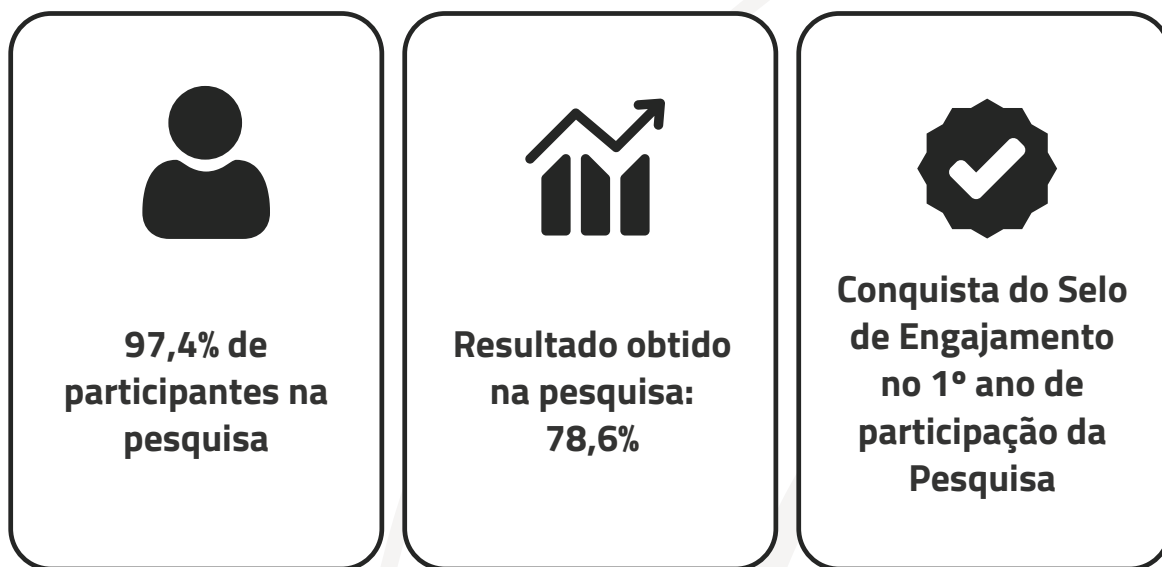 97,4% de
participantes na
pesquisa
Resultado obtido
na pesquisa:
78,6%
Conquista do Selo
de Engajamento
no 1º ano de
participação da
Pesquisa